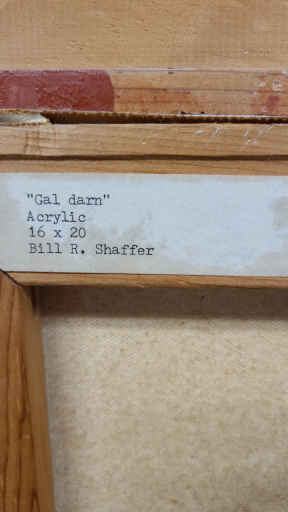 "Gal darn"
Acrylic
16 x 20
Bill R. Shaffer